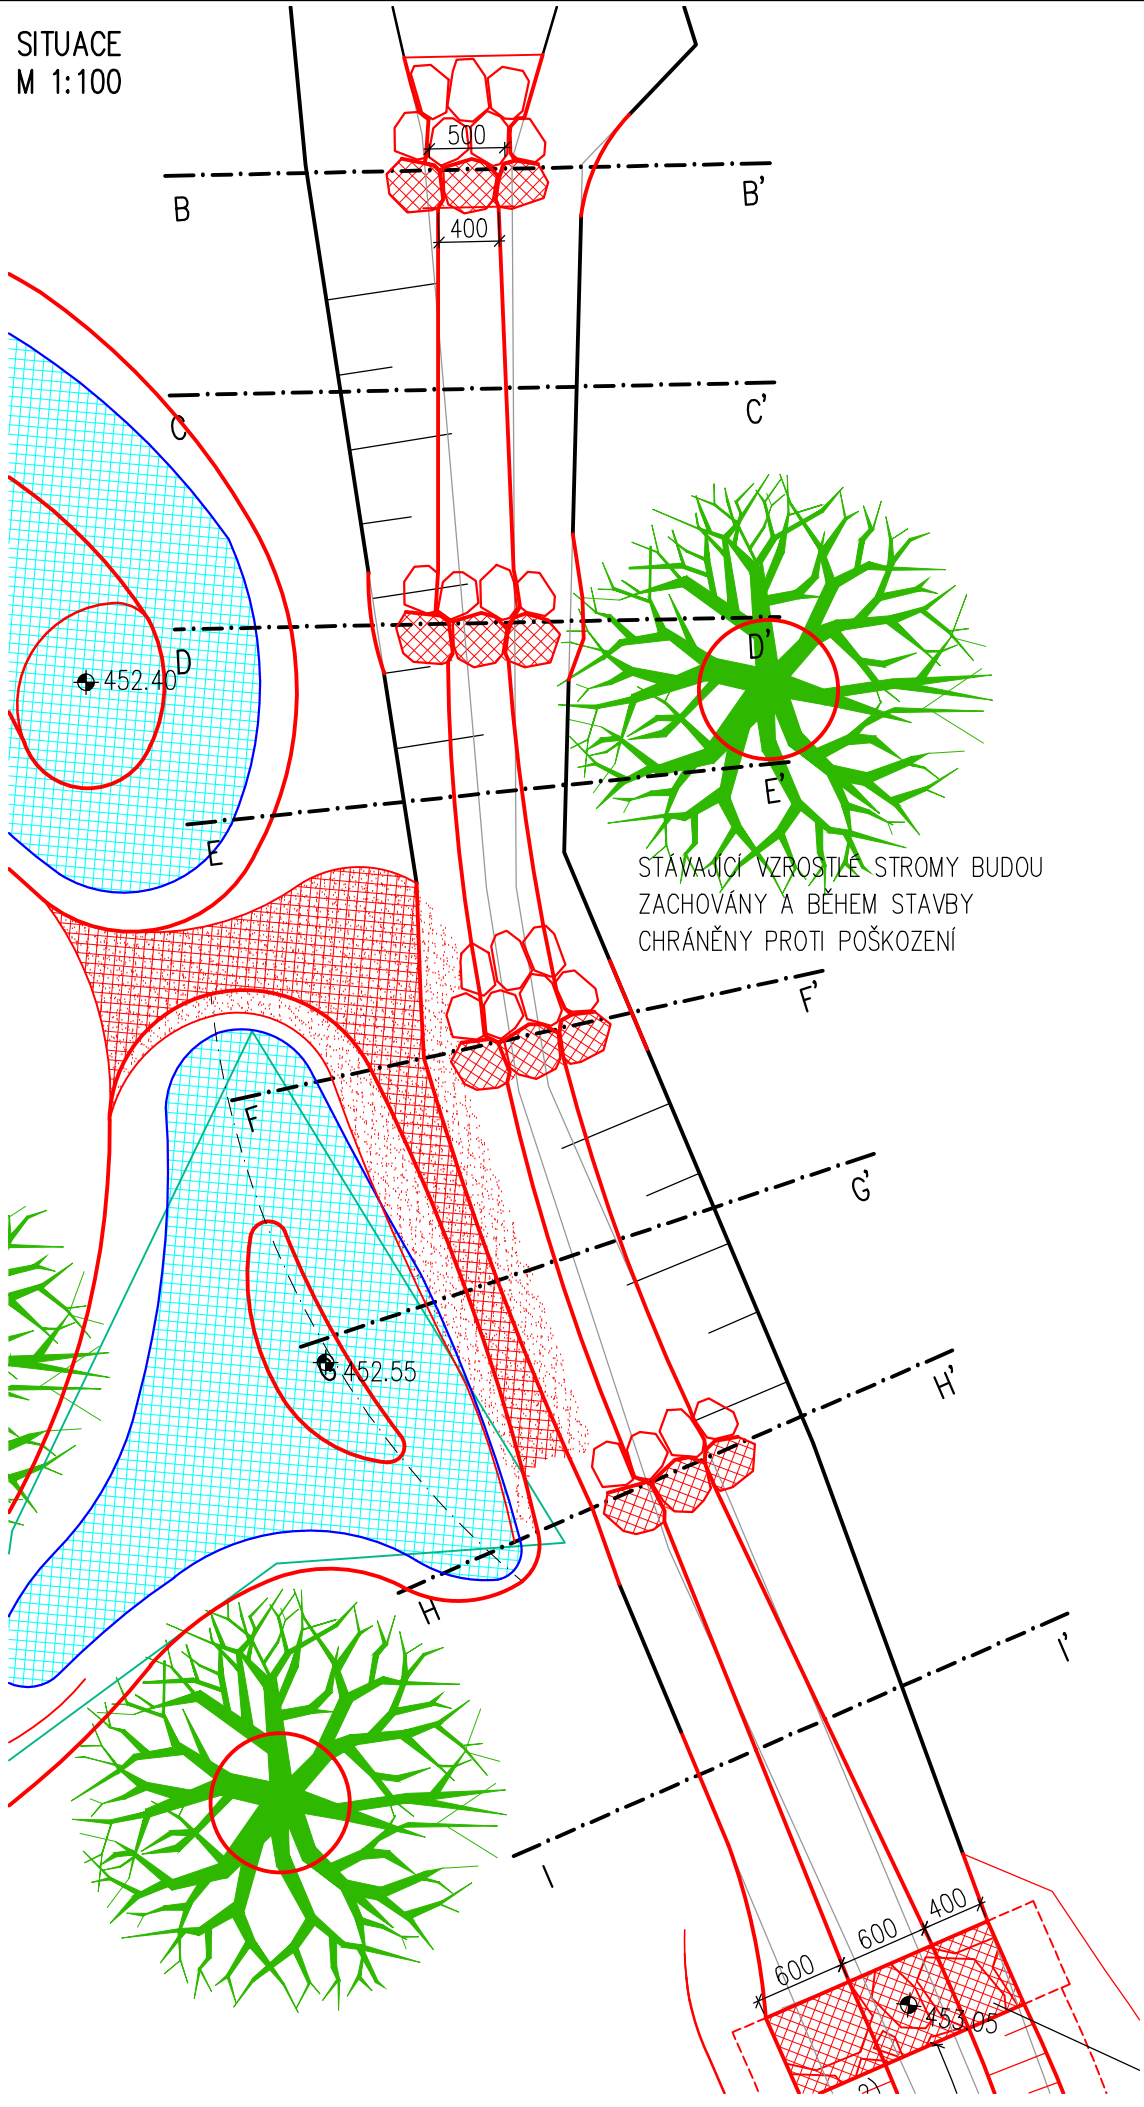 SITUACE
M 1:100
500
B
B'
400
C
C'
D
D'
452.40
E
E'
STÁVAJÍCÍ VZROSTLÉ STROMY BUDOU
ZACHOVÁNY A BĚHEM STAVBY
CHRÁNĚNY PROTI POŠKOZENÍ
F
F'
G'
G
452.55
H'
H
I'
I
400
600
600
453.05